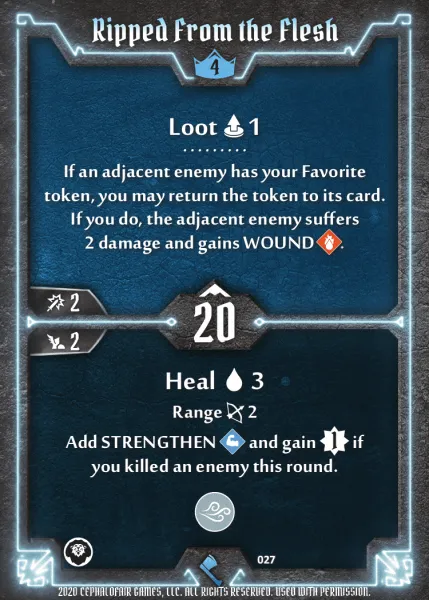 Ripped From the Flesh
4
Loot 1
If an adjacent enemy has your Favorite
token, you may return the token to its card.
If you do, the adjacent enemy suffers
2 damage and gains WOUND .
2
20
2
Heal 3
Range 2
Add STRENGTHEN and gain 1 if
you killed an enemy this round.
027
2020 CEPHALOFAIR GAMES, LLC. ALL RIGHTS RESERVED. USED WITH PERMISSION.